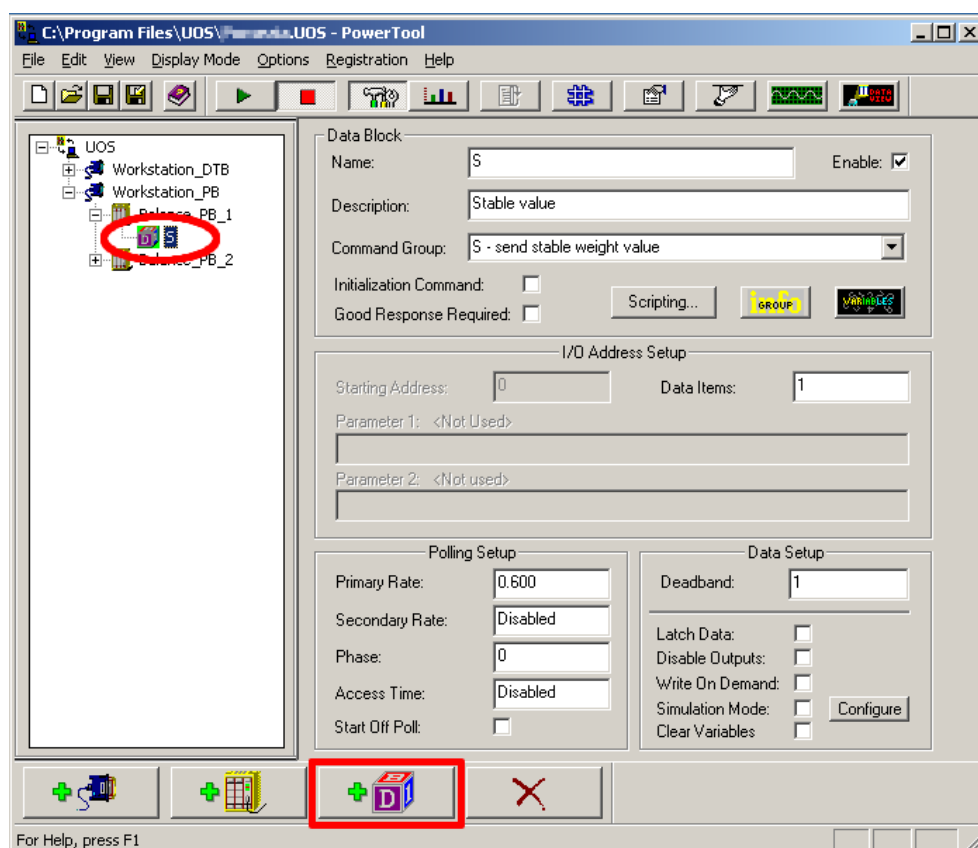 C:\Program Files\UOS\ .UOS - PowerTool
File Edit View Display Mode Options Registration Help
DATA VIEW
UOS
Workstation_DTB
Workstation_PB
Balance_PB_1
D S
Balance_PB_2
Data Block
Name: S Enable:
Description: Stable value
Command Group: S - send stable weight value
Initialization Command:
Good Response Required:
Scripting... info GROUP VARIABLES
I/O Address Setup
Starting Address: 0 Data Items: 1
Parameter 1: <Not Used>
Parameter 2: <Not used>
Polling Setup
Primary Rate: 0.600
Secondary Rate: Disabled
Phase: 0
Access Time: Disabled
Start Off Poll:
Data Setup
Deadband: 1
Latch Data:
Disable Outputs:
Write On Demand:
Simulation Mode: Configure
Clear Variables
D
For Help, press F1